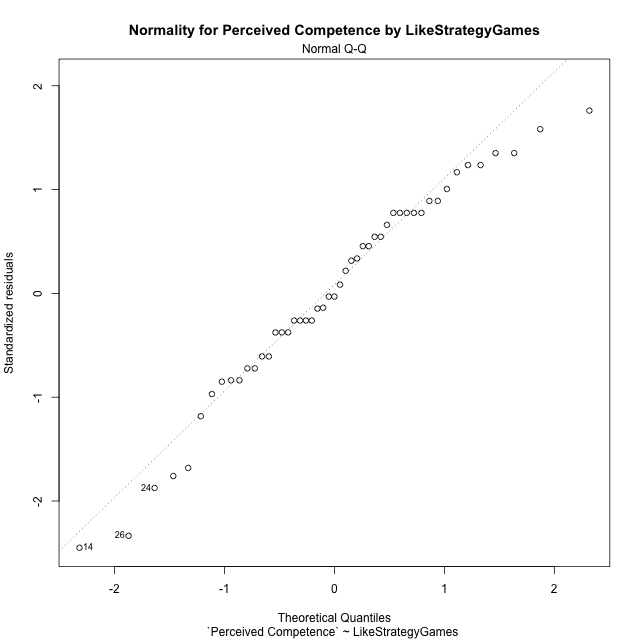 Normality for Perceived Competence by LikeStrategyGames
Normal Q-Q
2
1
0
-1
-2
Standardized residuals
24
26
14
-2 -1 0 1 2
Theoretical Quantiles
`Perceived Competence` ~ LikeStrategyGames